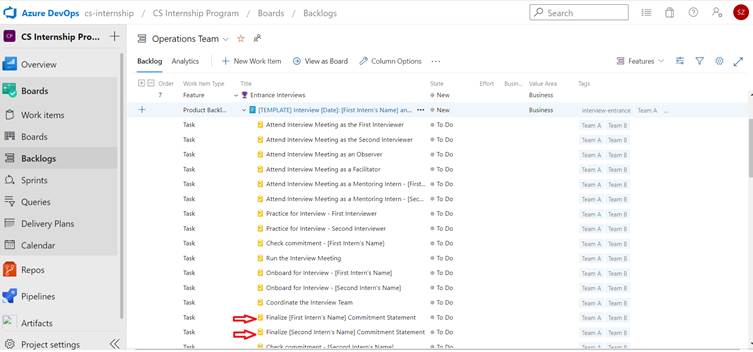 Azure DevOps cs-internship / CS Internship Program / Boards / Backlogs Search SZ
CP CS Internship Prog... +
Overview
Boards
Work items
Boards
Backlogs
Sprints
Queries
Delivery Plans
Calendar
Repos
Pipelines
Artifacts
Project settings
Operations Team
Backlog Analytics + New Work Item View as Board Column Options ... Features
Order Work Item Type Title State Effort Busin... Value Area Tags
7 Feature Entrance Interviews New Business
Product Backl... [TEMPLATE] Interview [Date]: [First Intern's Name] an... ... New Business interview-entrance Team A ...
Task Attend Interview Meeting as the First Interviewer To Do Team A Team B
Task Attend Interview Meeting as the Second Interviewer To Do Team A Team B
Task Attend Interview Meeting as an Observer To Do Team A Team B
Task Attend Interview Meeting as a Facilitator To Do Team A Team B
Task Attend Interview Meeting as a Mentoring Intern - [First... To Do Team A Team B
Task Attend Interview Meeting as a Mentoring Intern - [Sec... To Do Team A Team B
Task Practice for Interview - First Interviewer To Do Team A Team B
Task Practice for Interview - Second Interviewer To Do Team A Team B
Task Check commitment - [First Intern's Name] To Do Team A Team B
Task Run the Interview Meeting To Do Team A Team B
Task Onboard for Interview - [First Intern's Name] To Do Team A Team B
Task Onboard for Interview - [Second Intern's Name] To Do Team A Team B
Task Coordinate the Interview Team To Do Team A Team B
Task Finalize [First Intern's Name] Commitment Statement To Do Team A Team B
Task Finalize [Second Intern's Name] Commitment Statement To Do Team A Team B
Task Check commitment - [Second Intern's Name] To Do Team A Team B